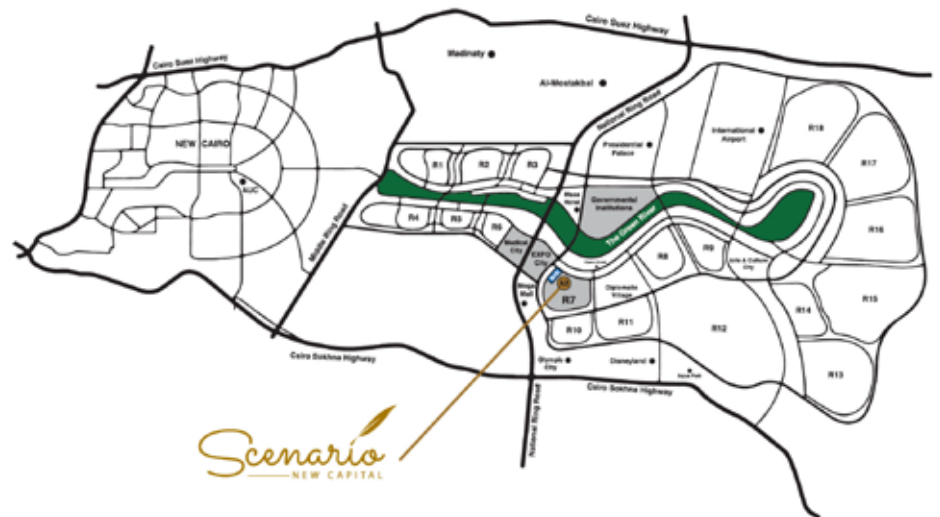 Cairo Suez Highway
Cairo Suez Highway
Madinaty
Al-Mostakbal
National Ring Road
International
Airport
R18
Presidential
Palace
R17
NEW CAIRO
R1
R2
R3
AUC
Governmental
Institutions
The Green River
R4
R5
R6
Middle Ring Road
R16
Medical
City
EXPO
City
R8
R9
Arts & Culture
City
Mega
Mall
R7
Diplomatic
Village
R15
R14
R10
R11
R12
Olympic
City
Disneyland
R13
Cairo Sokhna Highway
Cairo Sokhna Highway
National Ring Road
Scenario
NEW CAPITAL